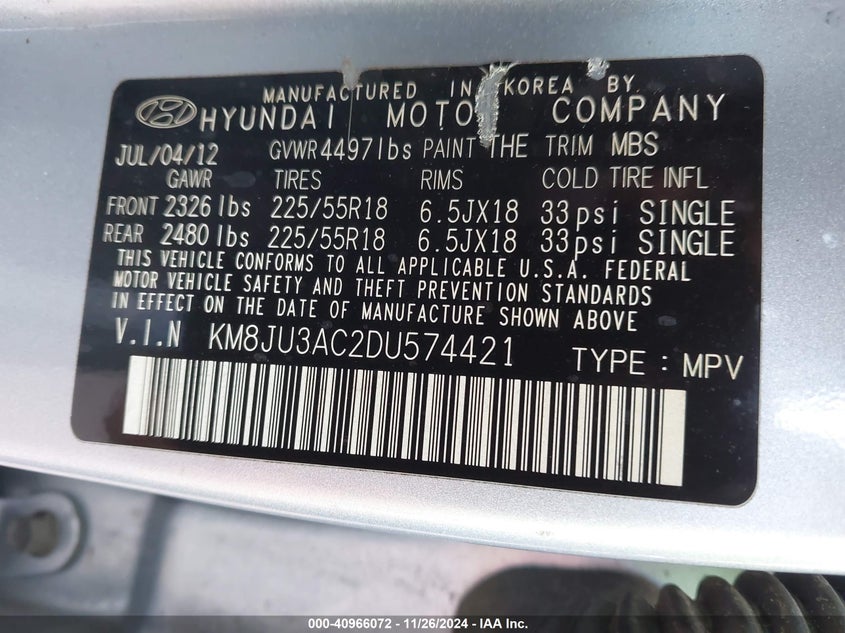 MANUFACTURED IN KOREA BY
HYUNDAI MOTO COMPANY
JUL/04/12 GVWR 4497lbs PAINT THE TRIM MBS
GAWR TIRES RIMS COLD TIRE INFL
FRONT 2326 lbs 225/55R18 6.5JX18 33psi SINGLE
REAR 2480 lbs 225/55R18 6.5JX18 33psi SINGLE
THIS VEHICLE CONFORMS TO ALL APPLICABLE U.S.A. FEDERAL
MOTOR VEHICLE SAFETY AND THEFT PREVENTION STANDARDS
IN EFFECT ON THE DATE OF MANUFACTURE SHOWN ABOVE
V.I.N KM8JU3AC2DU574421 TYPE : MPV
000-40966072 - 11/26/2024 - IAA Inc.